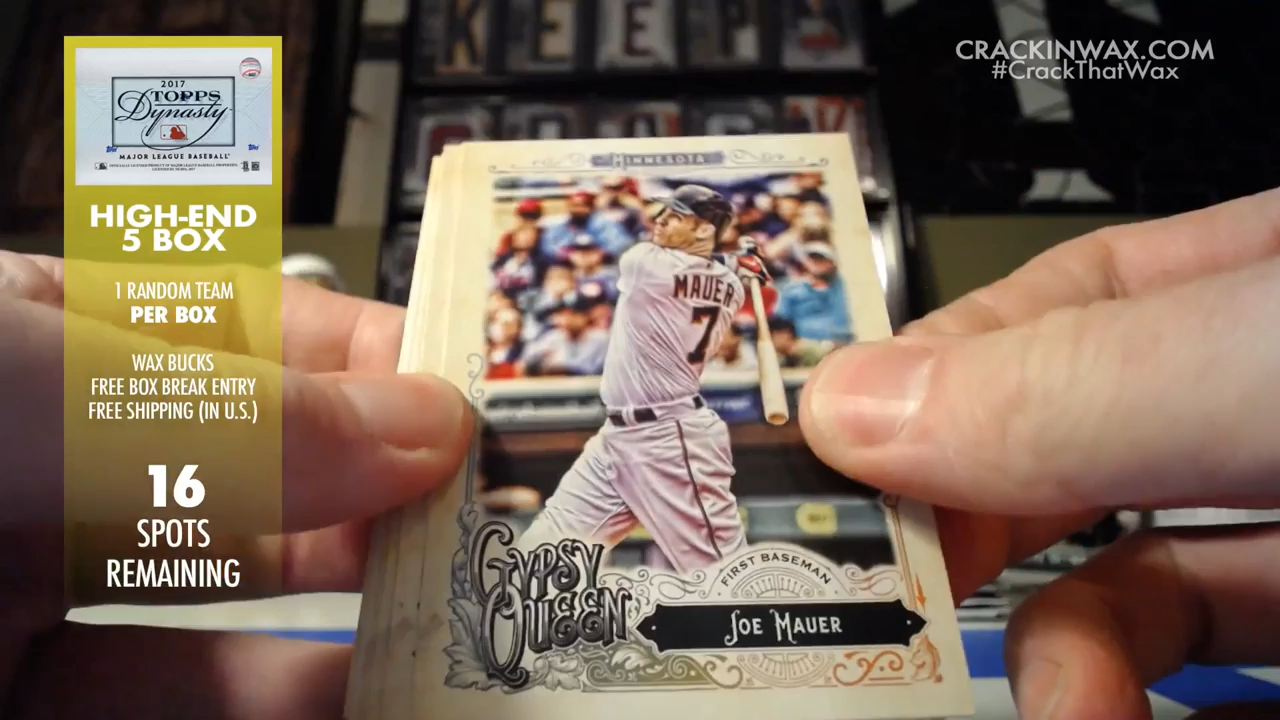 2017
TOPPS
Dynasty
MAJOR LEAGUE BASEBALL
HIGH-END
5 BOX
1 RANDOM TEAM
PER BOX
WAX BUCKS
FREE BOX BREAK ENTRY
FREE SHIPPING (IN U.S.)
16
SPOTS
REMAINING
KEEP
CRACKINWAX.COM
#CrackThatWax
MINNESOTA
MAUER
7
GYPSY
QUEEN
FIRST BASEMAN
JOE MAUER